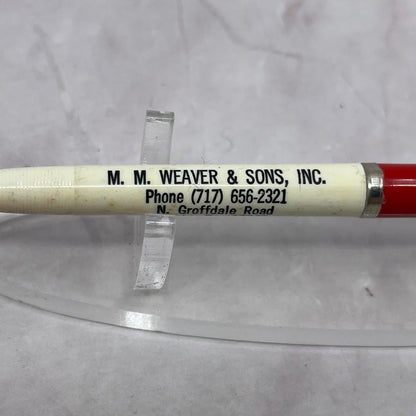 M. M. WEAVER & SONS, INC.
Phone (717) 656-2321
N. Groffdale Road